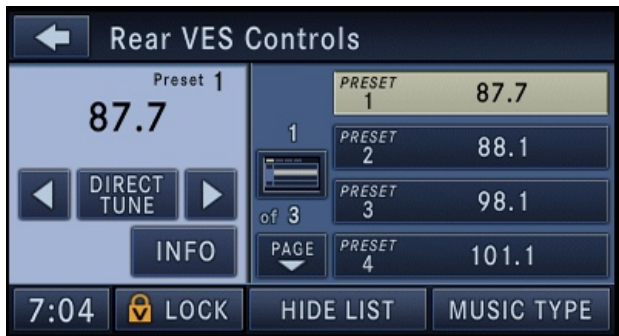 Rear VES Controls
Preset 1
87.7
DIRECT
TUNE
INFO
1
of 3
PAGE
PRESET
1
87.7
PRESET
2
88.1
PRESET
3
98.1
PRESET
4
101.1
7:04
LOCK
HIDE LIST
MUSIC TYPE